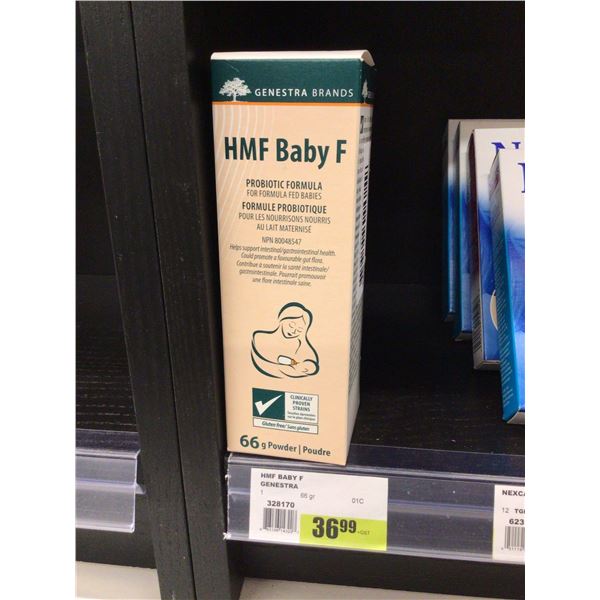 GENESTRA BRANDS
HMF Baby F
PROBIOTIC FORMULA
FOR FORMULA FED BABIES
FORMULE PROBIOTIQUE
POUR LES NOURRISONS NOURRIS
AU LAIT MATERNISÉ
NPN 80048547
Helps support intestinal/gastrointestinal health.
Could promote a favourable gut flora.
Contribue à soutenir la santé intestinale/
gastrointestinale. Pourrait promouvoir
une flore intestinale saine.
CLINICALLY
PROVEN
STRAINS
Gluten free/Sans gluten
66 g Powder | Poudre
HMF BABY F
GENESTRA
1 66 gr 01C
328170
36.99 +GST
NEXCA
12 TGI
623